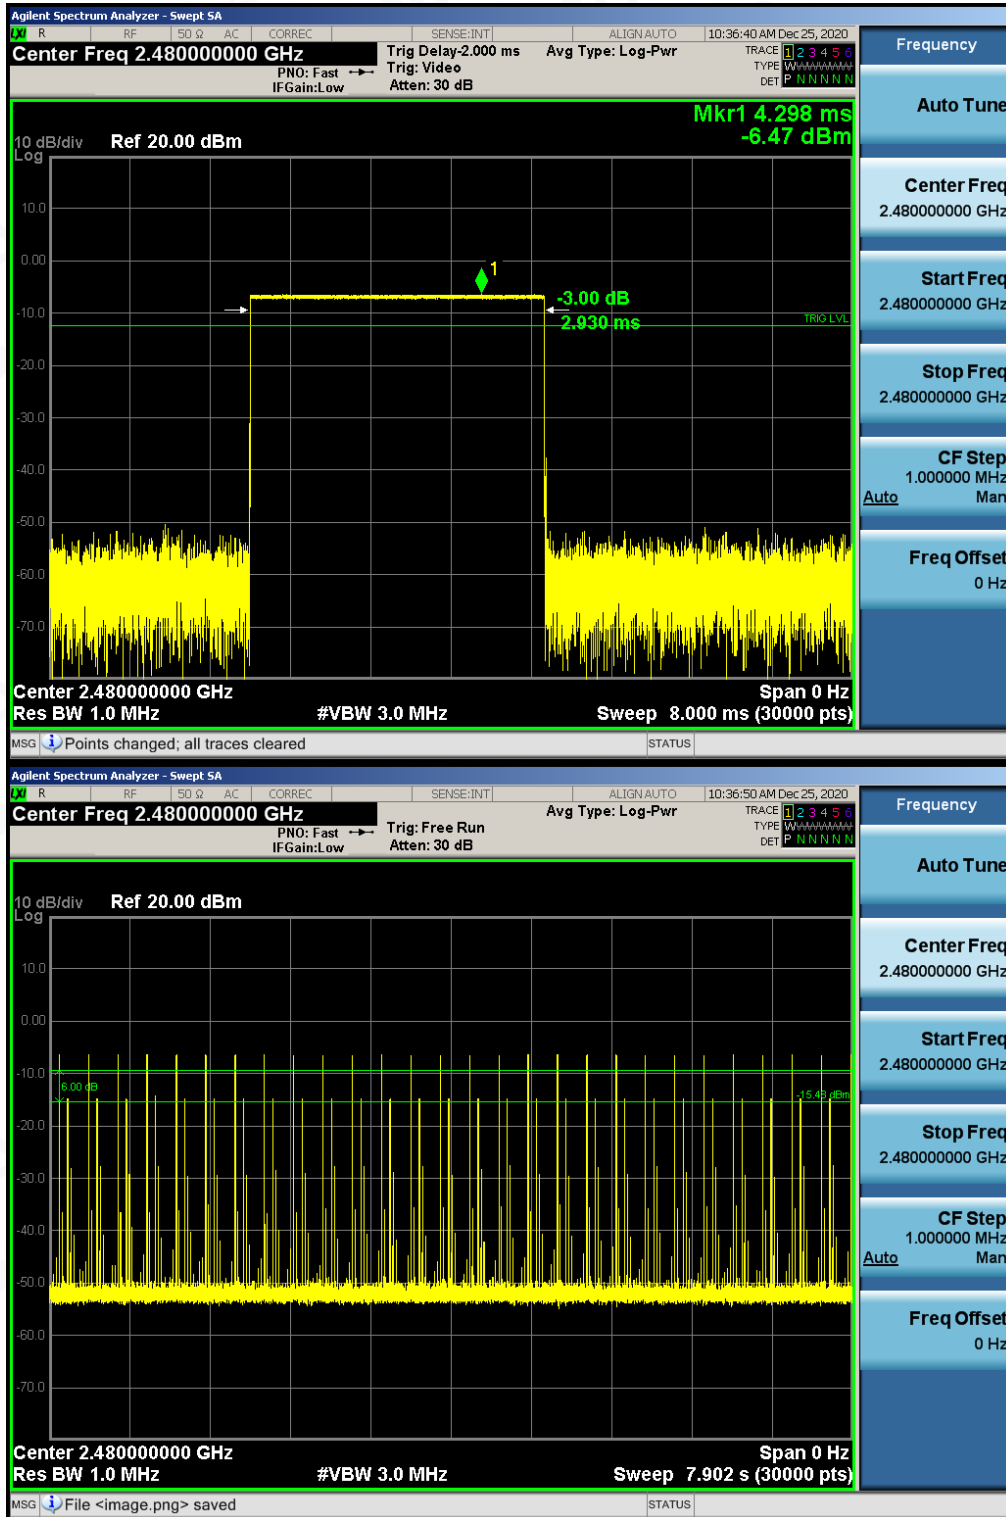 Agilent Spectrum Analyzer - Swept SA
LXI R RF 50 Ω AC CORREC SENSE:INT ALIGNAUTO 10:36:40 AM Dec 25, 2020
Center Freq 2.480000000 GHz
PNO: Fast
IFGain:Low
Trig Delay-2.000 ms
Trig: Video
Atten: 30 dB
Avg Type: Log-Pwr
TRACE 1 2 3 4 5 6
TYPE WWWWWW
DET P N N N N N
Mkr1 4.298 ms
-6.47 dBm
10 dB/div Ref 20.00 dBm
Log
10.0
0.00
1
-10.0
-3.00 dB
2.930 ms
TRIG LVL
-20.0
-30.0
-40.0
-50.0
-60.0
-70.0
Center 2.480000000 GHz Span 0 Hz
Res BW 1.0 MHz #VBW 3.0 MHz Sweep 8.000 ms (30000 pts)
MSG Points changed; all traces cleared STATUS
Frequency
Auto Tune
Center Freq
2.480000000 GHz
Start Freq
2.480000000 GHz
Stop Freq
2.480000000 GHz
CF Step
1.000000 MHz
Auto Man
Freq Offset
0 Hz
Agilent Spectrum Analyzer - Swept SA
LXI R RF 50 Ω AC CORREC SENSE:INT ALIGNAUTO 10:36:50 AM Dec 25, 2020
Center Freq 2.480000000 GHz
PNO: Fast
IFGain:Low
Trig: Free Run
Atten: 30 dB
Avg Type: Log-Pwr
TRACE 1 2 3 4 5 6
TYPE WWWWWW
DET P N N N N N
10 dB/div Ref 20.00 dBm
Log
10.0
0.00
-10.0
6.00 dB
-15.43 dBm
-20.0
-30.0
-40.0
-50.0
-60.0
-70.0
Center 2.480000000 GHz Span 0 Hz
Res BW 1.0 MHz #VBW 3.0 MHz Sweep 7.902 s (30000 pts)
MSG File <image.png> saved STATUS
Frequency
Auto Tune
Center Freq
2.480000000 GHz
Start Freq
2.480000000 GHz
Stop Freq
2.480000000 GHz
CF Step
1.000000 MHz
Auto Man
Freq Offset
0 Hz